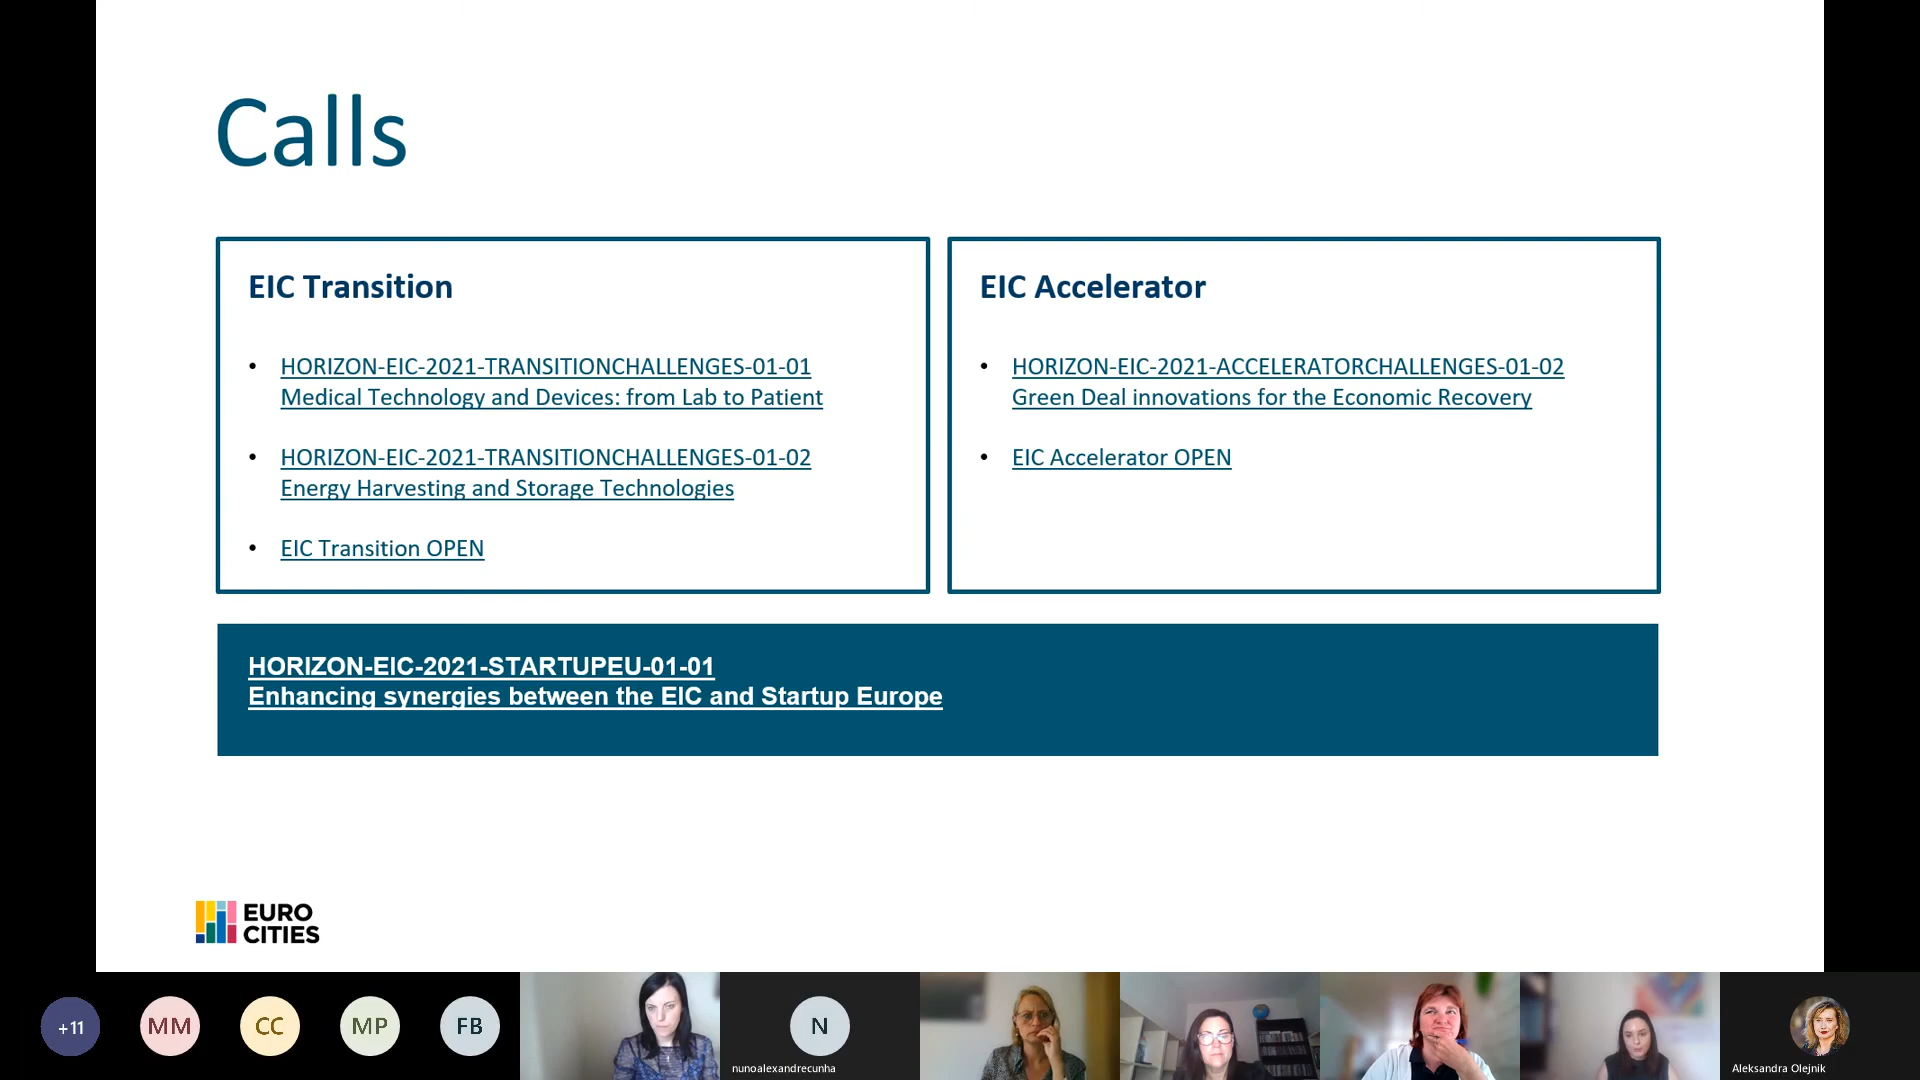 Calls
EIC Transition
• HORIZON-EIC-2021-TRANSITIONCHALLENGES-01-01
Medical Technology and Devices: from Lab to Patient
• HORIZON-EIC-2021-TRANSITIONCHALLENGES-01-02
Energy Harvesting and Storage Technologies
• EIC Transition OPEN
EIC Accelerator
• HORIZON-EIC-2021-ACCELERATORCHALLENGES-01-02
Green Deal innovations for the Economic Recovery
• EIC Accelerator OPEN
HORIZON-EIC-2021-STARTUPEU-01-01
Enhancing synergies between the EIC and Startup Europe
EURO
CITIES
+11
MM
CC
MP
FB
N
nunoalexandrecunha
Aleksandra Olejnik